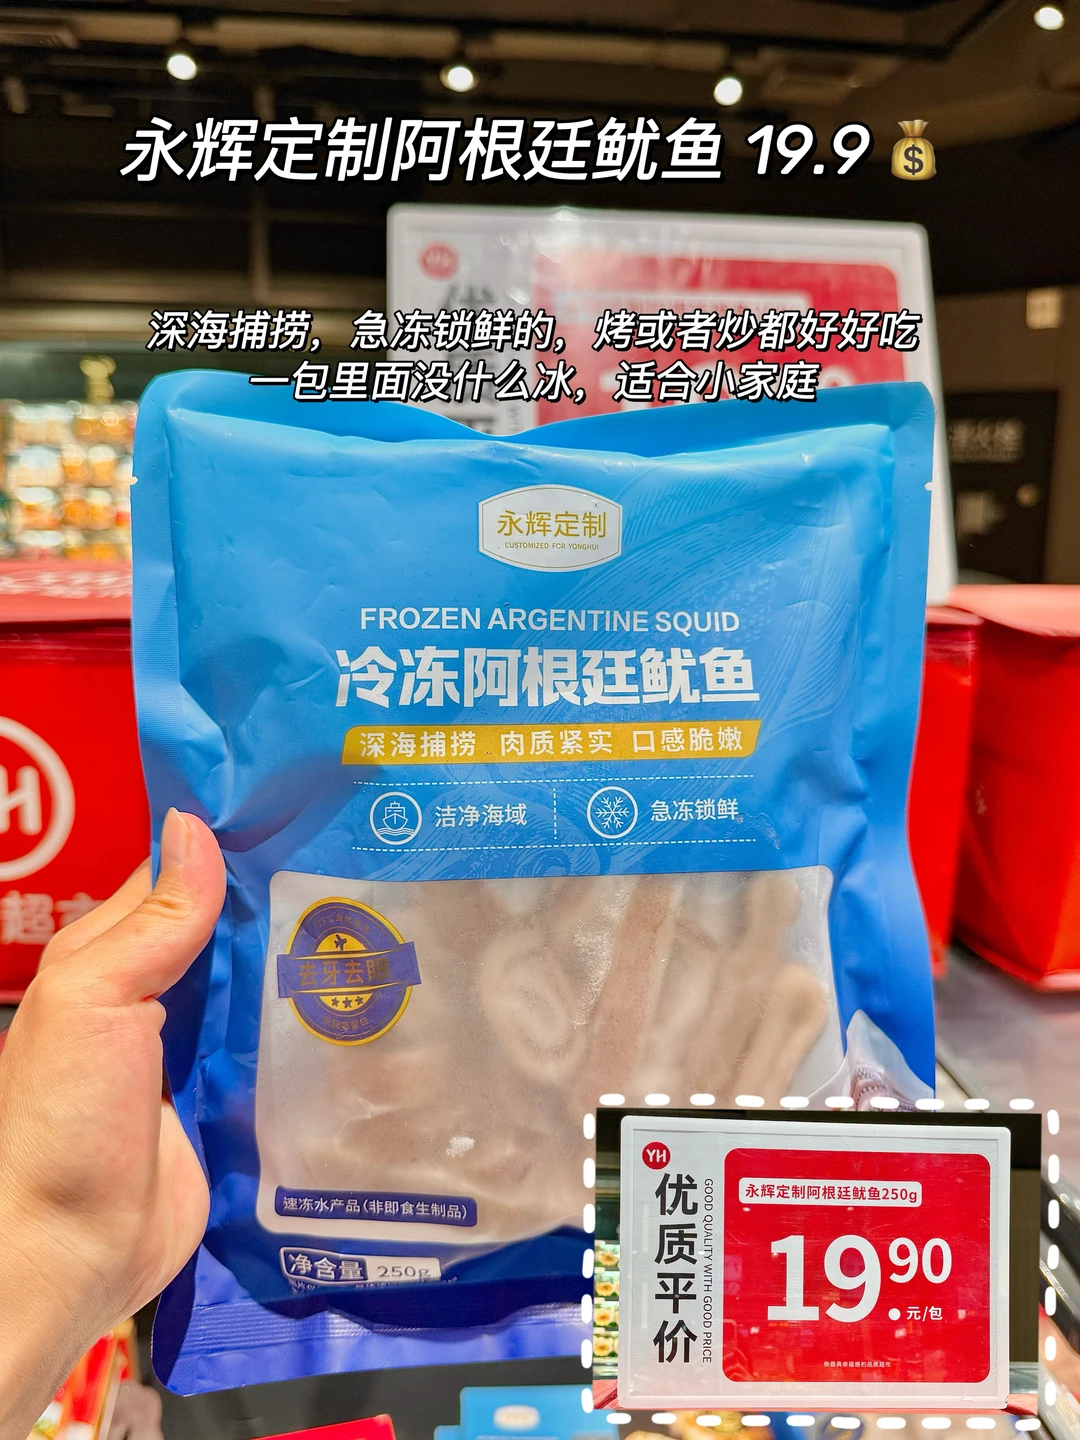 永辉定制阿根廷鱿鱼 19.9
深海捕捞，急冻锁鲜的，烤或者炒都好好吃
一包里面没什么冰，适合小家庭
永辉定制
CUSTOMIZED FOR YONGHUI
FROZEN ARGENTINE SQUID
冷冻阿根廷鱿鱼
深海捕捞 肉质紧实 口感脆嫩
洁净海域
急冻锁鲜
去牙去眼
速冻水产品(非即食生制品)
净含量 250g
YH
优质平价
GOOD QUALITY WITH GOOD PRICE
永辉定制阿根廷鱿鱼250g
19.90
元/包
YH
超市